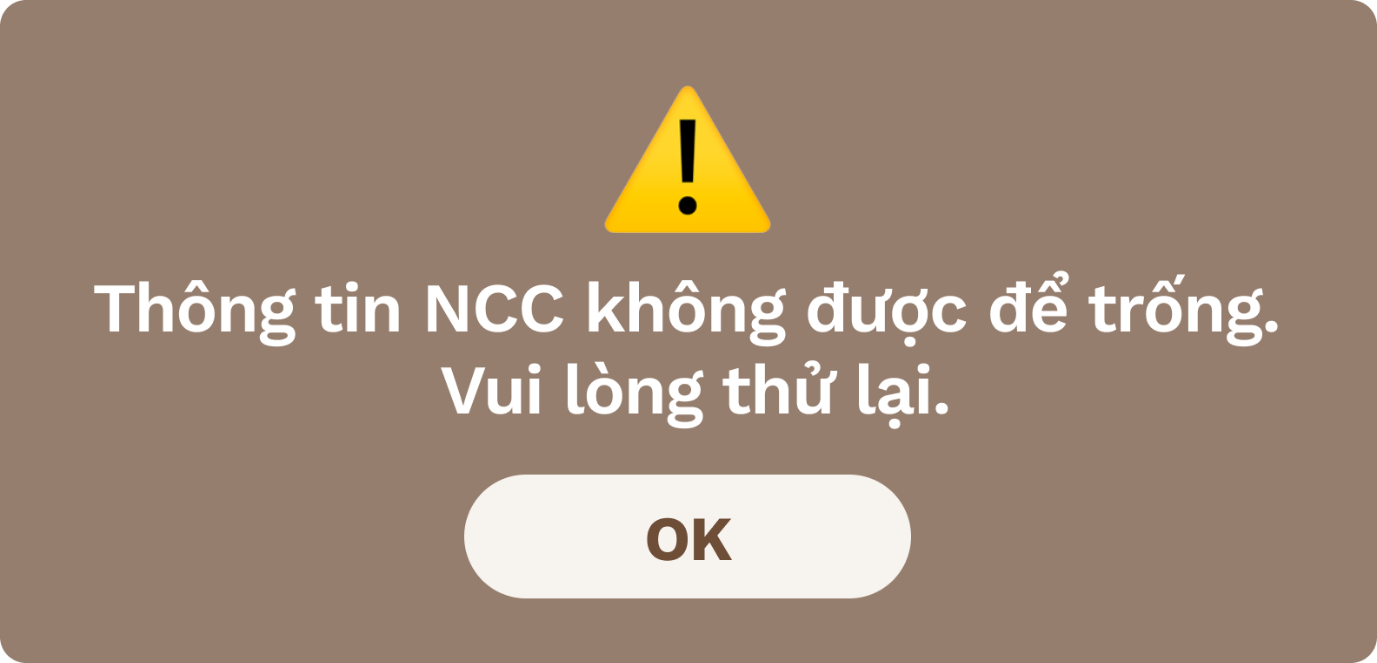 Thông tin NCC không được để trống.
Vui lòng thử lại.
OK